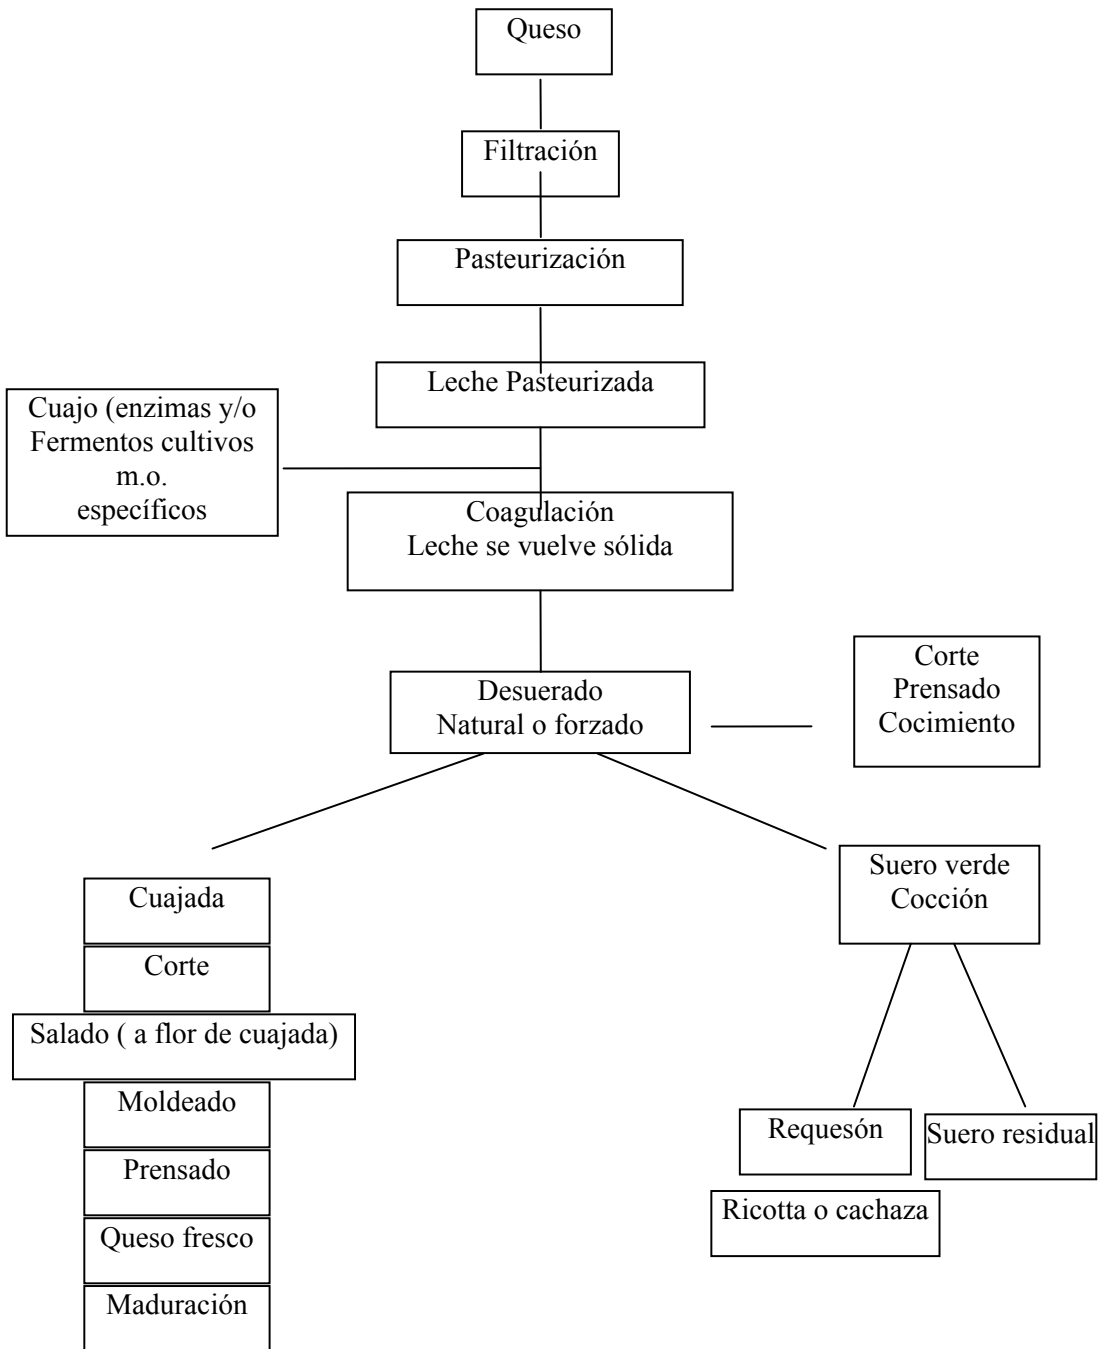 Queso
Filtración
Pasteurización
Leche Pasteurizada
Cuajo (enzimas y/o
Fermentos cultivos
m.o.
específicos
Coagulación
Leche se vuelve sólida
Desuerado
Natural o forzado
Corte
Prensado
Cocimiento
Cuajada
Corte
Salado ( a flor de cuajada)
Moldeado
Prensado
Queso fresco
Maduración
Suero verde
Cocción
Requesón
Suero residual
Ricotta o cachaza